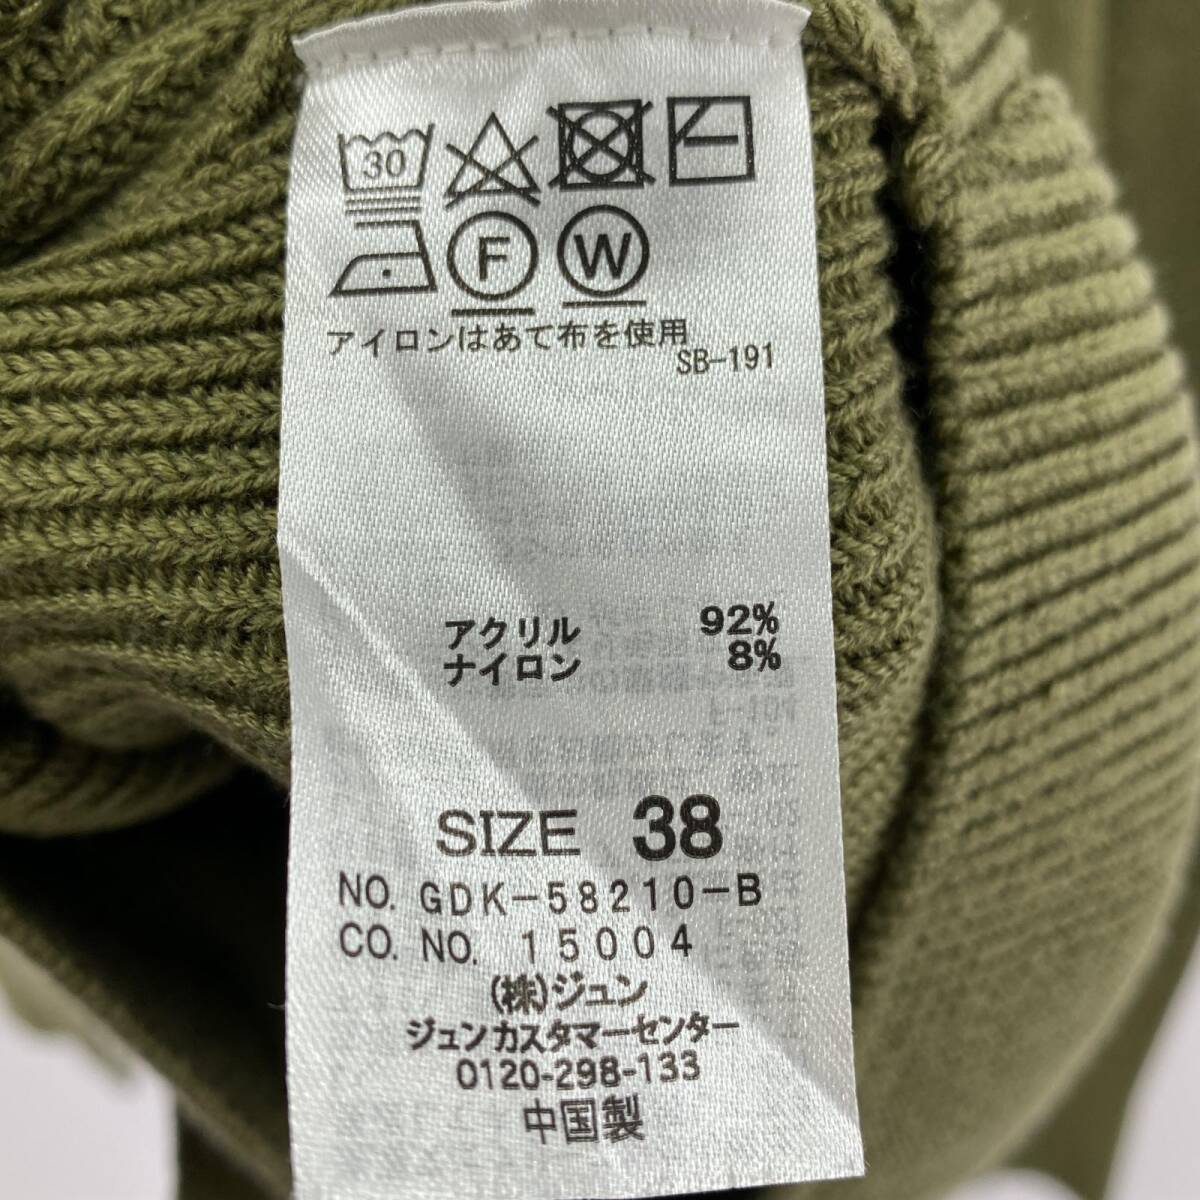 30
F W
アイロンはあて布を使用
SB-191
アクリル 92%
ナイロン 8%
SIZE 38
NO. GDK-58210-B
CO. NO. 15004
(株)ジュン
ジュンカスタマーセンター
0120-298-133
中国製